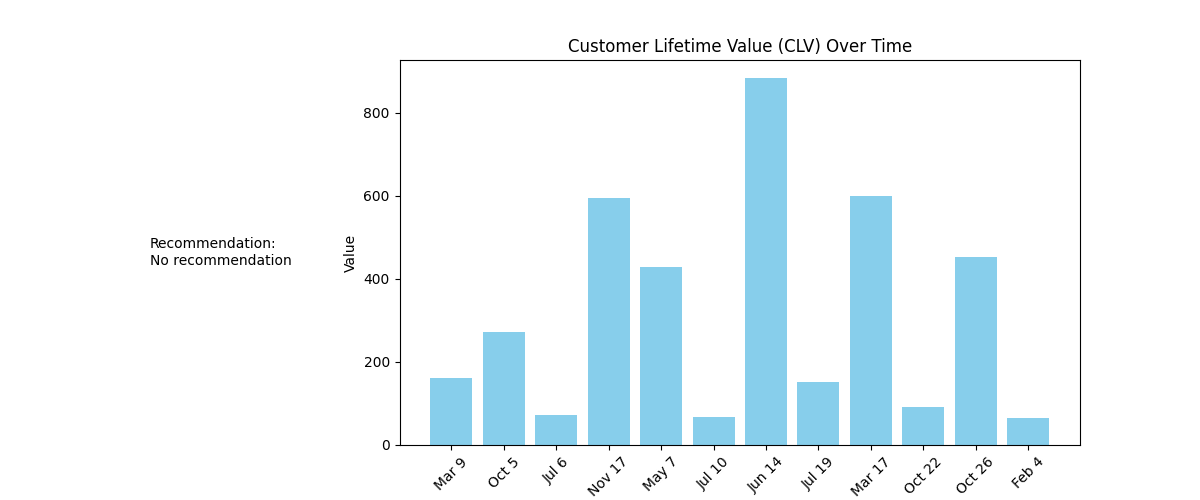 Customer Lifetime Value (CLV) Over Time
Recommendation:
No recommendation
Value
800
600
400
200
0
Mar 9
Oct 5
Jul 6
Nov 17
May 7
Jul 10
Jun 14
Jul 19
Mar 17
Oct 22
Oct 26
Feb 4